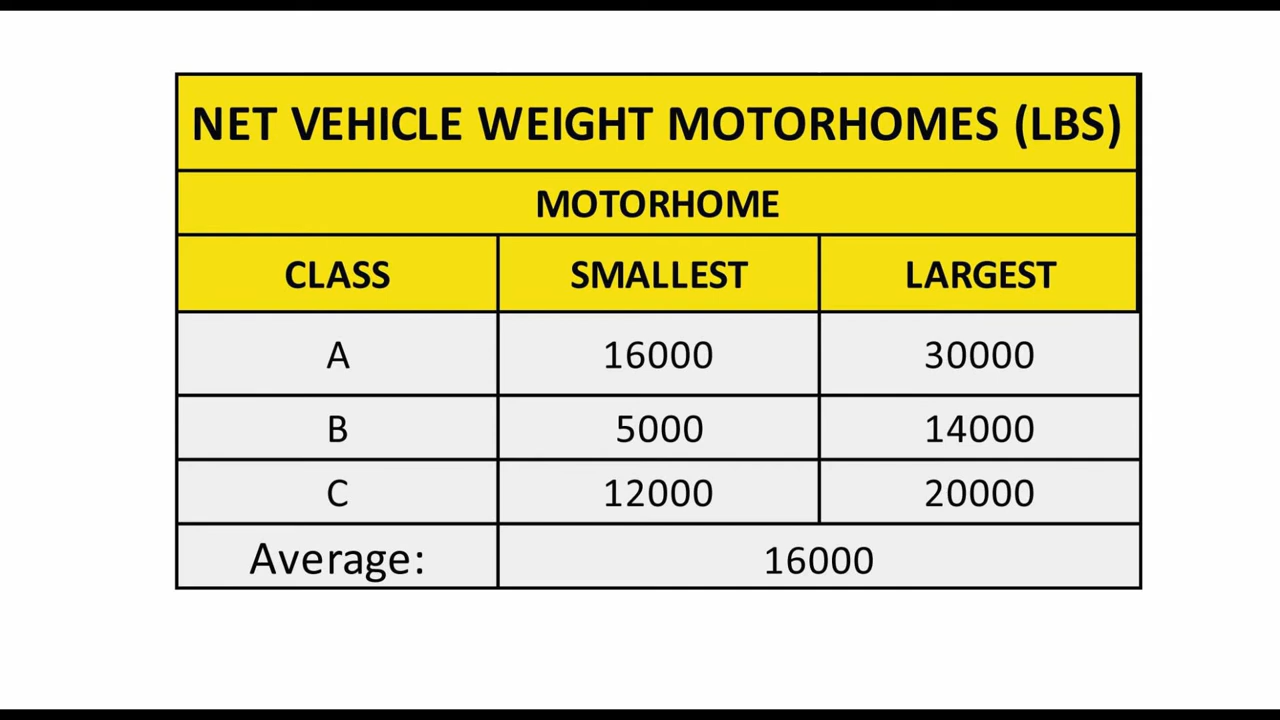 NET VEHICLE WEIGHT MOTORHOMES (LBS)
MOTORHOME
CLASS SMALLEST LARGEST
A 16000 30000
B 5000 14000
C 12000 20000
Average: 16000